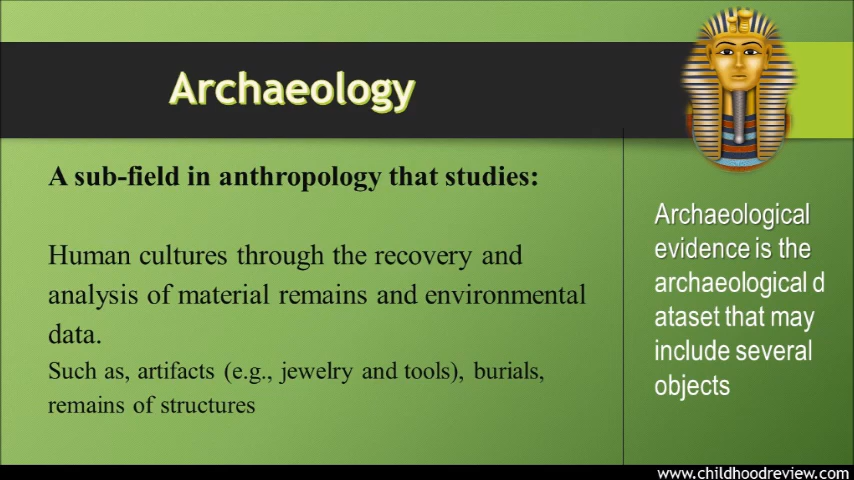 Archaeology
A sub-field in anthropology that studies:
Human cultures through the recovery and
analysis of material remains and environmental
data.
Such as, artifacts (e.g., jewelry and tools), burials,
remains of structures
Archaeological
evidence is the
archaeological d
ataset that may
include several
objects
www.childhoodreview.com